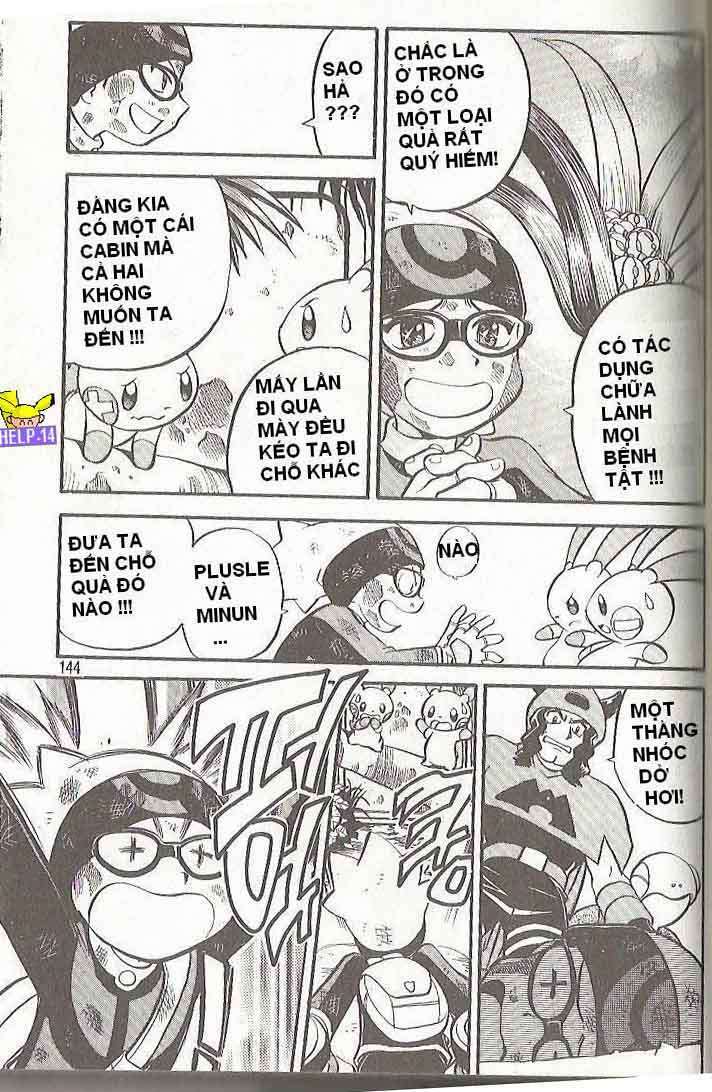 CHẮC LÀ
Ở TRONG
ĐÓ CÓ
MỘT LOẠI
QUẢ RẤT
QUÝ HIẾM!
SAO
HẢ
???
CÓ TÁC
DỤNG
CHỮA
LÀNH
MỌI
BỆNH
TẬT !!!
ĐẰNG KIA
CÓ MỘT CÁI
CABIN MÀ
CẢ HAI
KHÔNG
MUỐN TA
ĐẾN !!!
MẤY LẦN
ĐI QUA
MÀY ĐỀU
KÉO TA ĐI
CHỖ KHÁC
HELP-14
NÀO
PLUSLE
VÀ
MINUN
...
ĐƯA TA
ĐẾN CHỖ
QUẢ ĐÓ
NÀO !!!
144
MỘT
THẰNG
NHÓC
DỞ
HƠI!
퍼
쿵